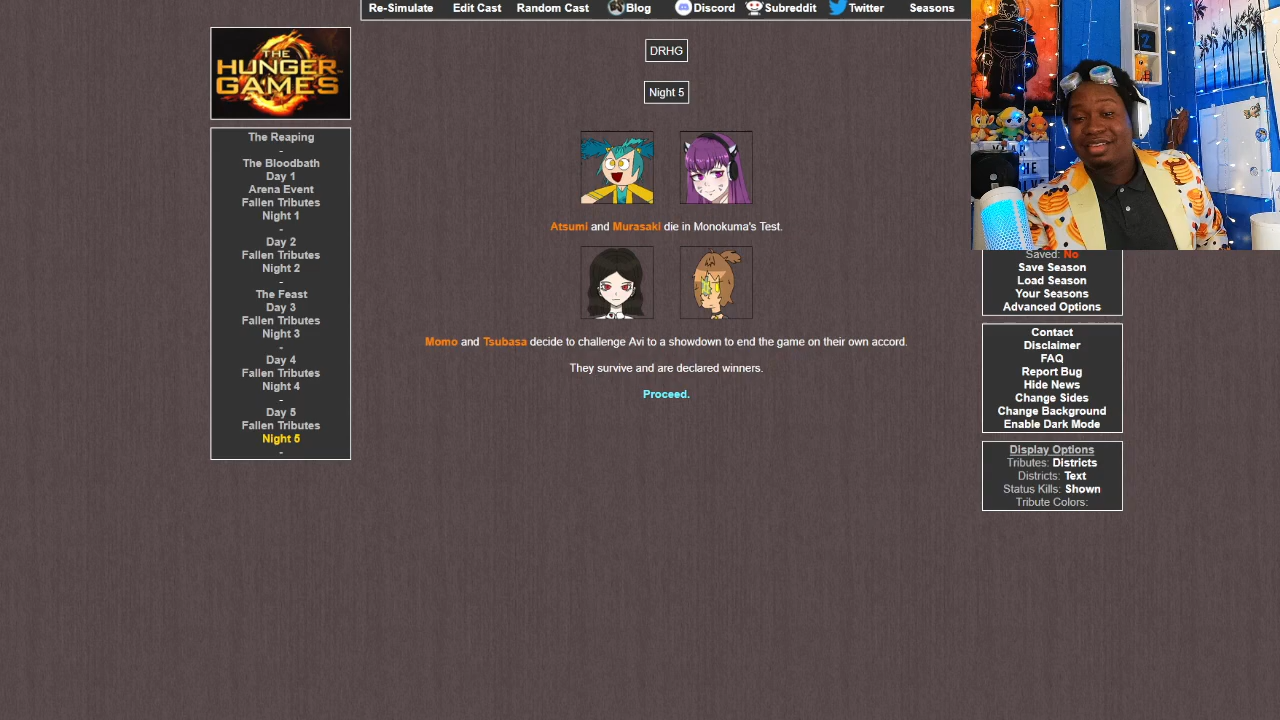 Re-Simulate Edit Cast Random Cast Blog Discord Subreddit Twitter Seasons
THE
HUNGER
GAMES
The Reaping
-
The Bloodbath
Day 1
Arena Event
Fallen Tributes
Night 1
-
Day 2
Fallen Tributes
Night 2
-
The Feast
Day 3
Fallen Tributes
Night 3
-
Day 4
Fallen Tributes
Night 4
-
Day 5
Fallen Tributes
Night 5
-
DRHG
Night 5
Atsumi and Murasaki die in Monokuma's Test.
Momo and Tsubasa decide to challenge Avi to a showdown to end the game on their own accord.
They survive and are declared winners.
Proceed.
Saved: No
Save Season
Load Season
Your Seasons
Advanced Options
Contact
Disclaimer
FAQ
Report Bug
Hide News
Change Sides
Change Background
Enable Dark Mode
Display Options
Tributes: Districts
Districts: Text
Status Kills: Shown
Tribute Colors: